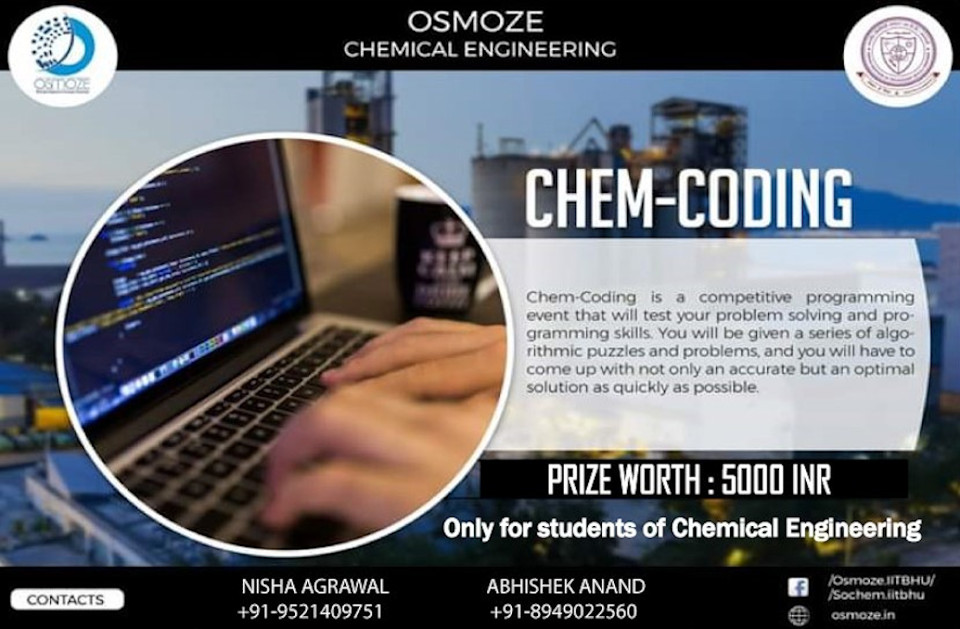 OSMOZE
CHEMICAL ENGINEERING
OSMOZE
CHEM-CODING
Chem-Coding is a competitive programming
event that will test your problem solving and pro-
gramming skills. You will be given a series of algo-
rithmic puzzles and problems, and you will have to
come up with not only an accurate but an optimal
solution as quickly as possible.
PRIZE WORTH : 5000 INR
Only for students of Chemical Engineering
CONTACTS
NISHA AGRAWAL
+91-9521409751
ABHISHEK ANAND
+91-8949022560
/Osmoze.IITBHU/
/Sochem.iitbhu
osmoze.in